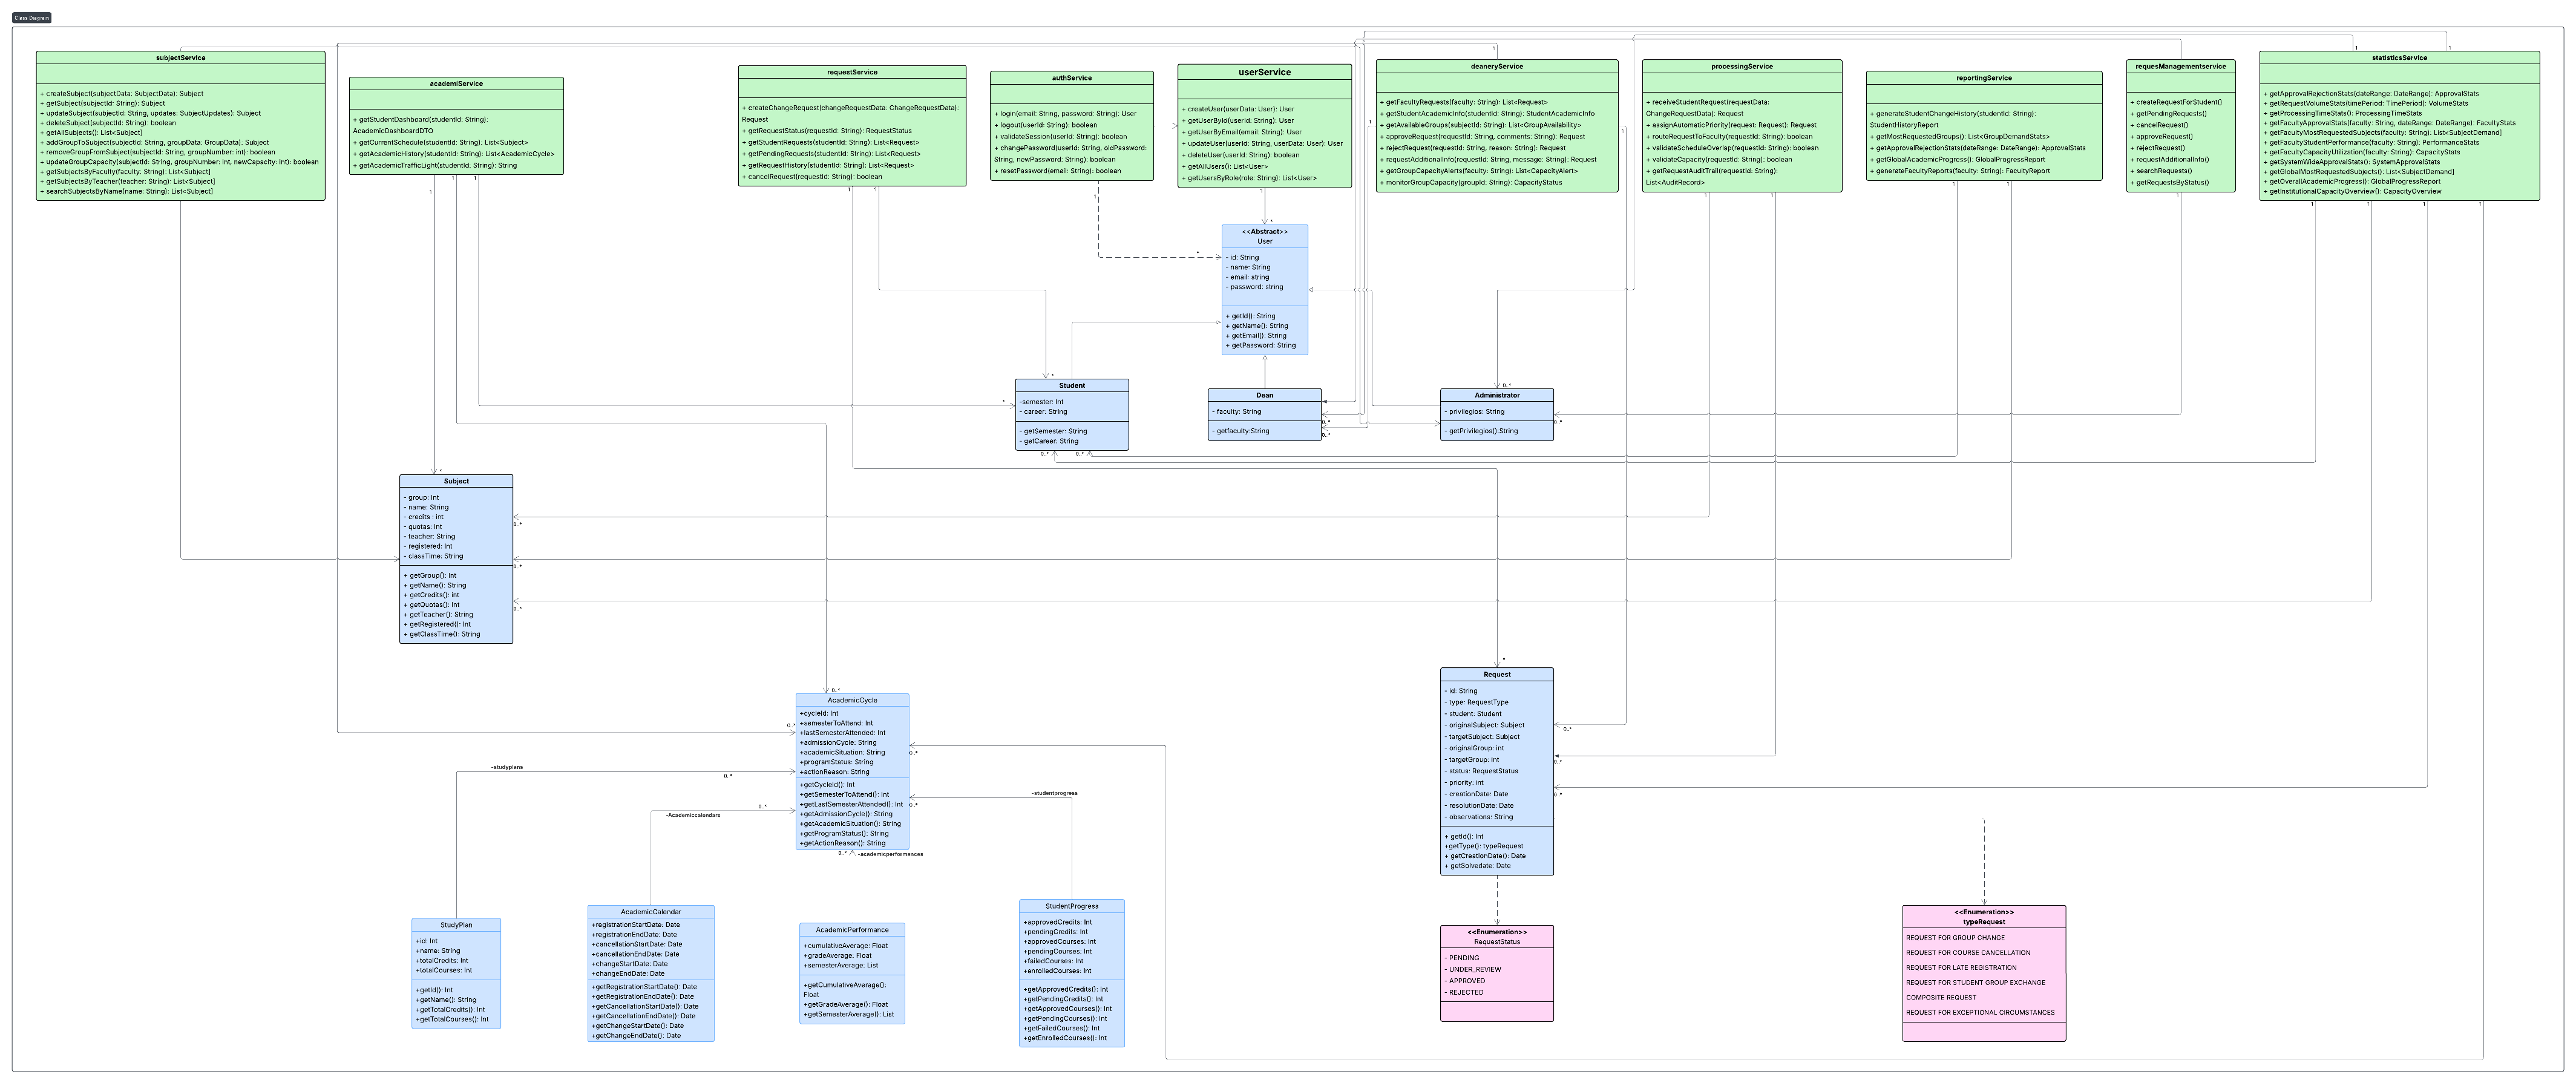 Class Diagram
subjectService
+ createSubject(subjectData: SubjectData): Subject
+ getSubject(subjectId: String): Subject
+ updateSubject(subjectId: String, updates: SubjectUpdates): Subject
+ deleteSubject(subjectId: String): boolean
+ getAllSubjects(): List<Subject]
+ addGroupToSubject(subjectId: String, groupData: GroupData): Subject
+ removeGroupFromSubject(subjectId: String, groupNumber: int): boolean
+ updateGroupCapacity(subjectId: String, groupNumber: int, newCapacity: int): boolean
+ getSubjectsByFaculty(faculty: String): List<Subject]
+ getSubjectsByTeacher(teacher: String): List<Subject]
+ searchSubjectsByName(name: String): List<Subject]
academiService
+ getStudentDashboard(studentId: String):
AcademicDashboardDTO
+ getCurrentSchedule(studentId: String): List<Subject>
+ getAcademicHistory(studentId: String): List<AcademicCycle>
+ getAcademicTrafficLight(studentId: String): String
requestService
+ createChangeRequest(changeRequestData: ChangeRequestData):
Request
+ getRequestStatus(requestId: String): RequestStatus
+ getStudentRequests(studentId: String): List<Request>
+ getPendingRequests(studentId: String): List<Request>
+ getRequestHistory(studentId: String): List<Request>
+ cancelRequest(requestId: String): boolean
authService
+ login(email: String, password: String): User
+ logout(userId: String): boolean
+ validateSession(userId: String): boolean
+ changePassword(userId: String, oldPassword:
String, newPassword: String): boolean
+ resetPassword(email: String): boolean
userService
+ createUser(userData: User): User
+ getUserById(userId: String): User
+ getUserByEmail(email: String): User
+ updateUser(userId: String, userData: User): User
+ deleteUser(userId: String): boolean
+ getAllUsers(): List<User>
+ getUsersByRole(role: String): List<User>
deaneryService
+ getFacultyRequests(faculty: String): List<Request>
+ getStudentAcademicInfo(studentId: String): StudentAcademicInfo
+ getAvailableGroups(subjectId: String): List<GroupAvailability>
+ approveRequest(requestId: String, comments: String): Request
+ rejectRequest(requestId: String, reason: String): Request
+ requestAdditionalInfo(requestId: String, message: String): Request
+ getGroupCapacityAlerts(faculty: String): List<CapacityAlert>
+ monitorGroupCapacity(groupId: String): CapacityStatus
processingService
+ receiveStudentRequest(requestData:
ChangeRequestData): Request
+ assignAutomaticPriority(request: Request): Request
+ routeRequestToFaculty(requestId: String): boolean
+ validateScheduleOverlap(requestId: String): boolean
+ validateCapacity(requestId: String): boolean
+ getRequestAuditTrail(requestId: String):
List<AuditRecord>
reportingService
+ generateStudentChangeHistory(studentId: String):
StudentHistoryReport
+ getMostRequestedGroups(): List<GroupDemandStats>
+ getApprovalRejectionStats(dateRange: DateRange): ApprovalStats
+ getGlobalAcademicProgress(): GlobalProgressReport
+ generateFacultyReports(faculty: String): FacultyReport
requesManagementservice
+ createRequestForStudent()
+ getPendingRequests()
+ cancelRequest()
+ approveRequest()
+ rejectRequest()
+ requestAdditionalInfo()
+ searchRequests()
+ getRequestsByStatus()
statisticsService
+ getApprovalRejectionStats(dateRange: DateRange): ApprovalStats
+ getRequestVolumeStats(timePeriod: TimePeriod): VolumeStats
+ getProcessingTimeStats(): ProcessingTimeStats
+ getFacultyApprovalStats(faculty: String, dateRange: DateRange): FacultyStats
+ getFacultyMostRequestedSubjects(faculty: String): List<SubjectDemand]
+ getFacultyStudentPerformance(faculty: String): PerformanceStats
+ getFacultyCapacityUtilization(faculty: String): CapacityStats
+ getSystemWideApprovalStats(): SystemApprovalStats
+ getGlobalMostRequestedSubjects(): List<SubjectDemand]
+ getOverallAcademicProgress(): GlobalProgressReport
+ getInstitutionalCapacityOverview(): CapacityOverview
<<Abstract>>
User
- id: String
- name: String
- email: string
- password: string
+ getId(): String
+ getName(): String
+ getEmail(): String
+ getPassword: String
Student
-semester: Int
- career: String
- getSemester: String
- getCareer: String
Dean
- faculty: String
- getfaculty:String
Administrator
- privilegios: String
- getPrivilegios():String
Subject
- group: Int
- name: String
- credits : int
- quotas: Int
- teacher: String
- registered: Int
- classTime: String
+ getGroup(): Int
+ getName(): String
+ getCredits(): int
+ getQuotas(): Int
+ getTeacher(): String
+ getRegistered(): Int
+ getClassTime(): String
AcademicCycle
+cycleId: Int
+semesterToAttend: Int
+lastSemesterAttended: Int
+admissionCycle: String
+academicSituation: String
+programStatus: String
+actionReason: String
+getCycleId(): Int
+getSemesterToAttend(): Int
+getLastSemesterAttended(): Int
+getAdmissionCycle(): String
+getAcademicSituation(): String
+getProgramStatus(): String
+getActionReason(): String
Request
- id: String
- type: RequestType
- student: Student
- originalSubject: Subject
- targetSubject: Subject
- originalGroup: int
- targetGroup: int
- status: RequestStatus
- priority: int
- creationDate: Date
- resolutionDate: Date
- observations: String
+ getId(): Int
+getType(): typeRequest
+ getCreationDate(): Date
+ getSolvedate: Date
-studyplans
0..*
-Academiccalendars
0..*
-studentprogress
0..*
0..*
-academicperformances
StudyPlan
+id: Int
+name: String
+totalCredits: Int
+totalCourses: Int
+getId(): Int
+getName(): String
+getTotalCredits(): Int
+getTotalCourses(): Int
AcademicCalendar
+registrationStartDate: Date
+registrationEndDate: Date
+cancellationStartDate: Date
+cancellationEndDate: Date
+changeStartDate: Date
+changeEndDate: Date
+getRegistrationStartDate(): Date
+getRegistrationEndDate(): Date
+getCancellationStartDate(): Date
+getCancellationEndDate(): Date
+getChangeStartDate(): Date
+getChangeEndDate(): Date
AcademicPerformance
+cumulativeAverage: Float
+gradeAverage: Float
+semesterAverage: List
+getCumulativeAverage():
Float
+getGradeAverage(): Float
+getSemesterAverage(): List
StudentProgress
+approvedCredits: Int
+pendingCredits: Int
+approvedCourses: Int
+pendingCourses: Int
+failedCourses: Int
+enrolledCourses: Int
+getApprovedCredits(): Int
+getPendingCredits(): Int
+getApprovedCourses(): Int
+getPendingCourses(): Int
+getFailedCourses(): Int
+getEnrolledCourses(): Int
<<Enumeration>>
RequestStatus
- PENDING
- UNDER_REVIEW
- APPROVED
- REJECTED
<<Enumeration>>
typeRequest
REQUEST FOR GROUP CHANGE
REQUEST FOR COURSE CANCELLATION
REQUEST FOR LATE REGISTRATION
REQUEST FOR STUDENT GROUP EXCHANGE
COMPOSITE REQUEST
REQUEST FOR EXCEPTIONAL CIRCUMSTANCES